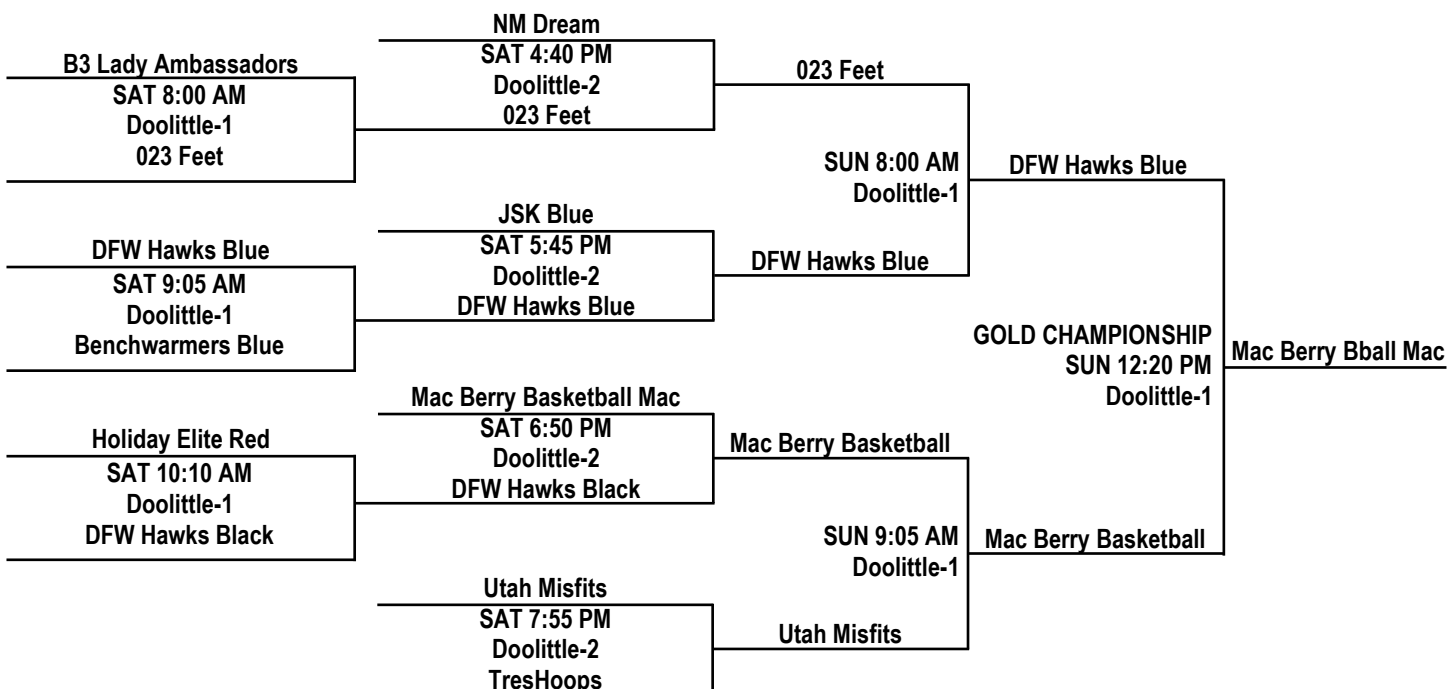 NM Dream
B3 Lady Ambassadors
SAT 4:40 PM
023 Feet
SAT 8:00 AM
Doolittle-2
Doolittle-1
023 Feet
023 Feet
SUN 8:00 AM
DFW Hawks Blue
Doolittle-1
JSK Blue
DFW Hawks Blue
SAT 5:45 PM
SAT 9:05 AM
Doolittle-2
DFW Hawks Blue
Doolittle-1
DFW Hawks Blue
Benchwarmers Blue
GOLD CHAMPIONSHIP
SUN 12:20 PM
Mac Berry Bball Mac
Doolittle-1
Mac Berry Basketball Mac
Holiday Elite Red
SAT 6:50 PM
Mac Berry Basketball
SAT 10:10 AM
Doolittle-2
Doolittle-1
DFW Hawks Black
DFW Hawks Black
SUN 9:05 AM
Mac Berry Basketball
Doolittle-1
Utah Misfits
SAT 7:55 PM
Utah Misfits
Doolittle-2
TresHoops